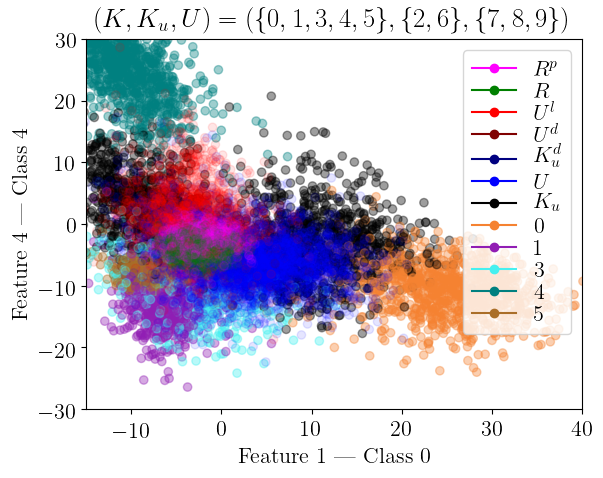 (K, K_u, U) = ({0, 1, 3, 4, 5}, {2, 6}, {7, 8, 9})
30
20
10
0
−10
−20
−30
Feature 4 — Class 4
R^p
R
U^l
U^d
K_u^d
U
K_u
0
1
3
4
5
−10
0
10
20
30
40
Feature 1 — Class 0